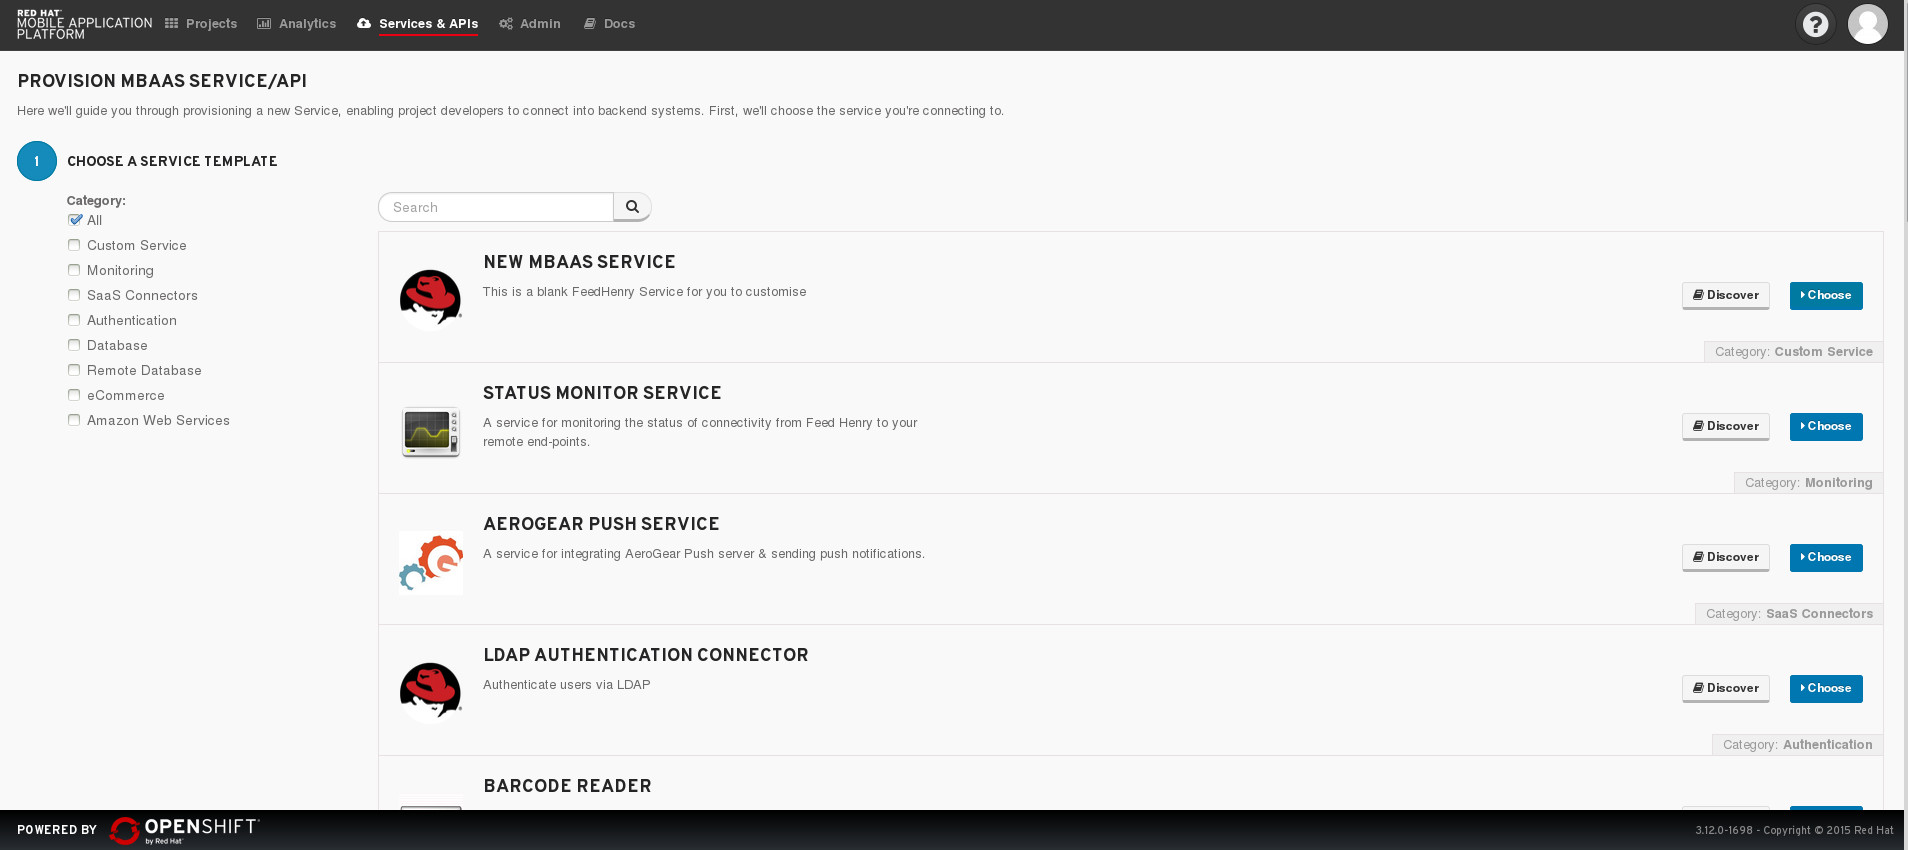 RED HAT
MOBILE APPLICATION
PLATFORM
Projects
Analytics
Services & APIs
Admin
Docs
?
PROVISION MBAAS SERVICE/API
Here we'll guide you through provisioning a new Service, enabling project developers to connect into backend systems. First, we'll choose the service you're connecting to.
1
CHOOSE A SERVICE TEMPLATE
Category:
All
Custom Service
Monitoring
SaaS Connectors
Authentication
Database
Remote Database
eCommerce
Amazon Web Services
Search
NEW MBAAS SERVICE
This is a blank FeedHenry Service for you to customise
Discover
Choose
Category: Custom Service
STATUS MONITOR SERVICE
A service for monitoring the status of connectivity from Feed Henry to your
remote end-points.
Discover
Choose
Category: Monitoring
AEROGEAR PUSH SERVICE
A service for integrating AeroGear Push server & sending push notifications.
Discover
Choose
Category: SaaS Connectors
LDAP AUTHENTICATION CONNECTOR
Authenticate users via LDAP
Discover
Choose
Category: Authentication
BARCODE READER
POWERED BY
OPENSHIFT
by Red Hat
3.12.0-1698 - Copyright © 2015 Red Hat